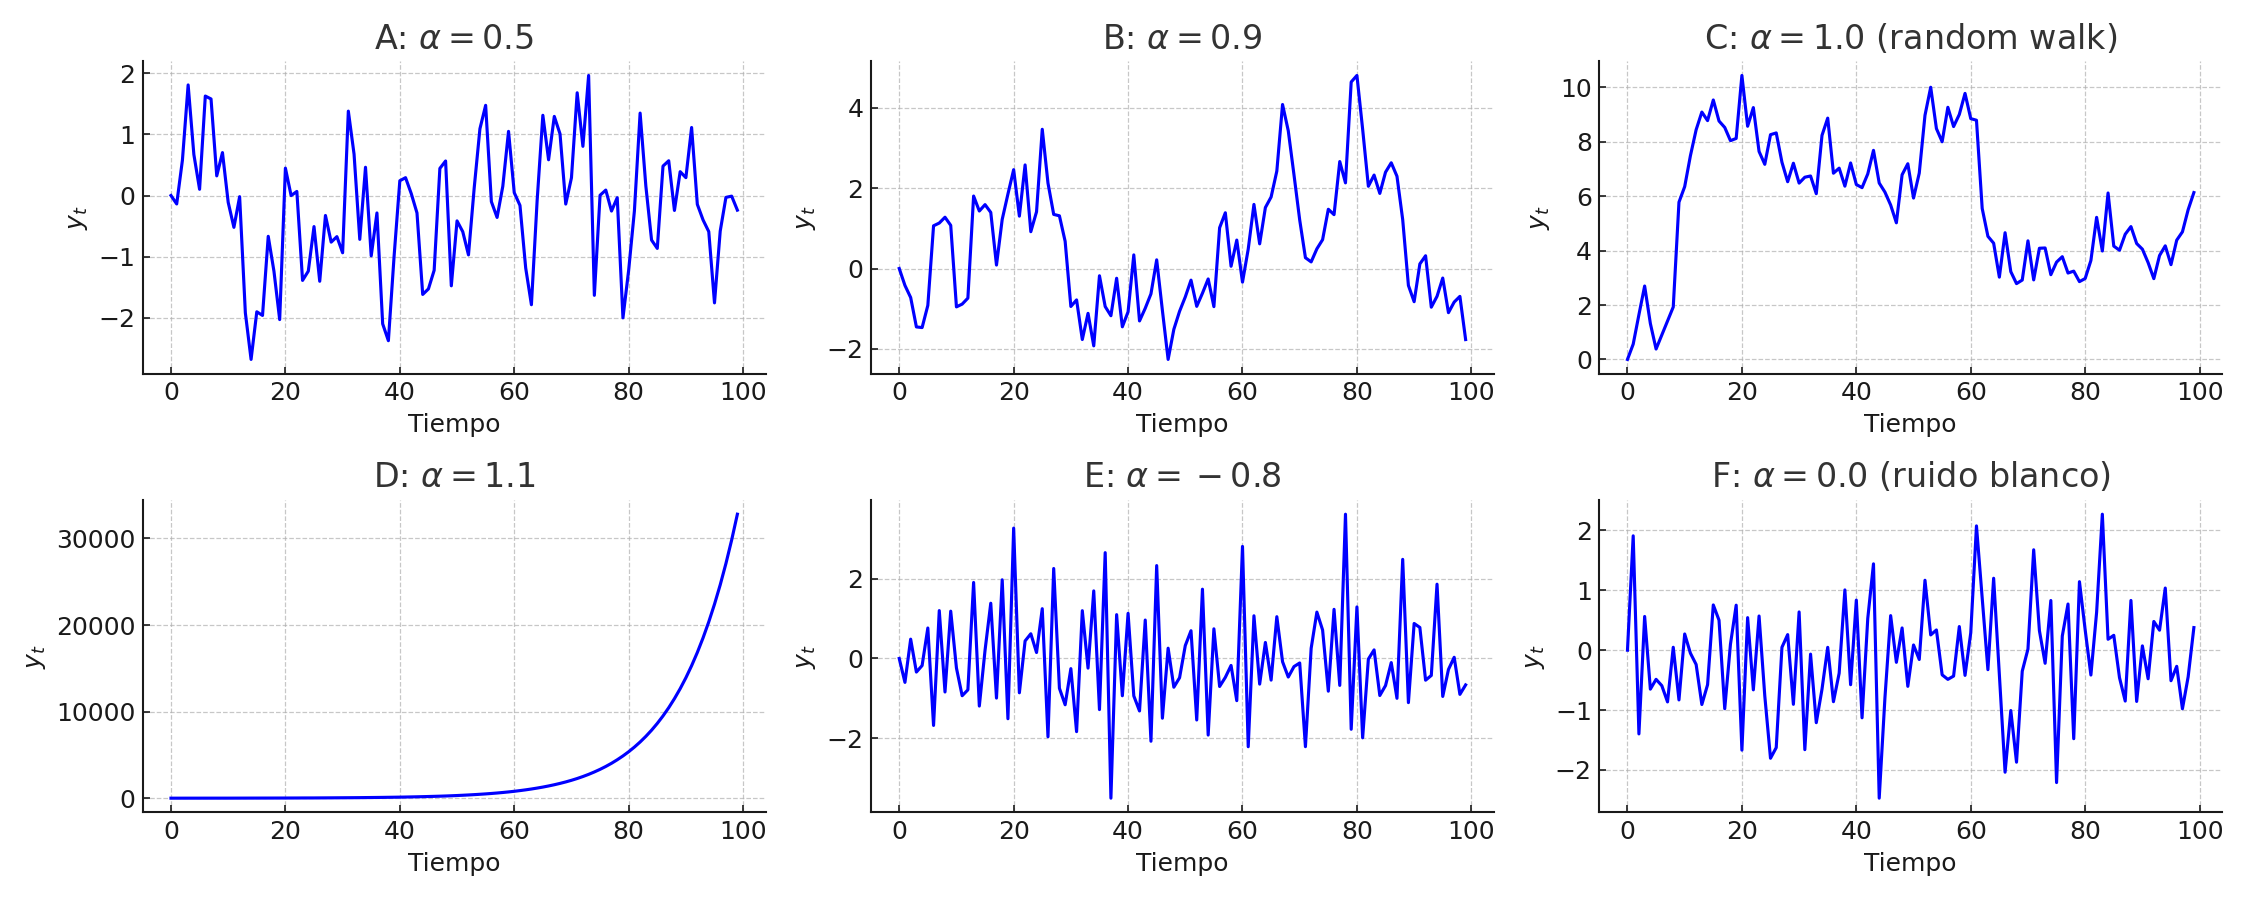 A: α = 0.5
2
1
0
−1
−2
y_t
0 20 40 60 80 100
Tiempo
B: α = 0.9
4
2
0
−2
y_t
0 20 40 60 80 100
Tiempo
C: α = 1.0 (random walk)
10
8
6
4
2
0
y_t
0 20 40 60 80 100
Tiempo
D: α = 1.1
30000
20000
10000
0
y_t
0 20 40 60 80 100
Tiempo
E: α = −0.8
2
0
−2
y_t
0 20 40 60 80 100
Tiempo
F: α = 0.0 (ruido blanco)
2
1
0
−1
−2
y_t
0 20 40 60 80 100
Tiempo